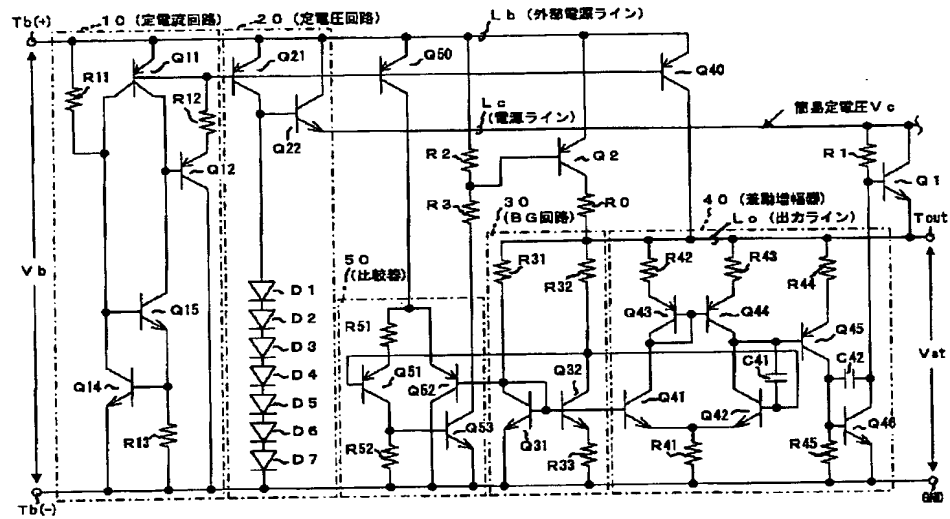 Tb(+)
10 (定電流回路)
20 (定電圧回路)
Lb (外部電源ライン)
R11
Q11
R12
Q12
Q21
Q22
Q50
Q40
Lc
(電源ライン)
簡易定電圧Vc
R2
R3
Q2
R0
R1
Q1
30
(BG回路)
40 (差動増幅器)
Lo (出力ライン)
Tout
Vb
Q15
Q14
R13
D1
D2
D3
D4
D5
D6
D7
50
(比較器)
R51
Q51
Q52
R52
Q53
R31
R32
Q32
Q31
R33
R42
R43
R44
Q43
Q44
Q45
C41
C42
Q41
Q42
R41
R45
Q46
Vst
Tb(-)
GND